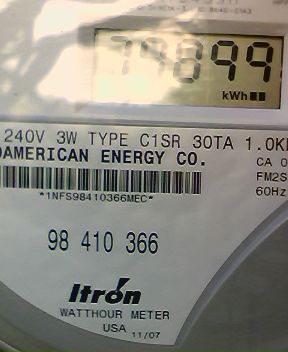 79899
kWh
240V 3W TYPE C1SR 30TA 1.0K
AMERICAN ENERGY CO.
CA 0
FM2S
60Hz
*1NFS98410366MEC*
98 410 366
Itron
WATTHOUR METER
USA 11/07